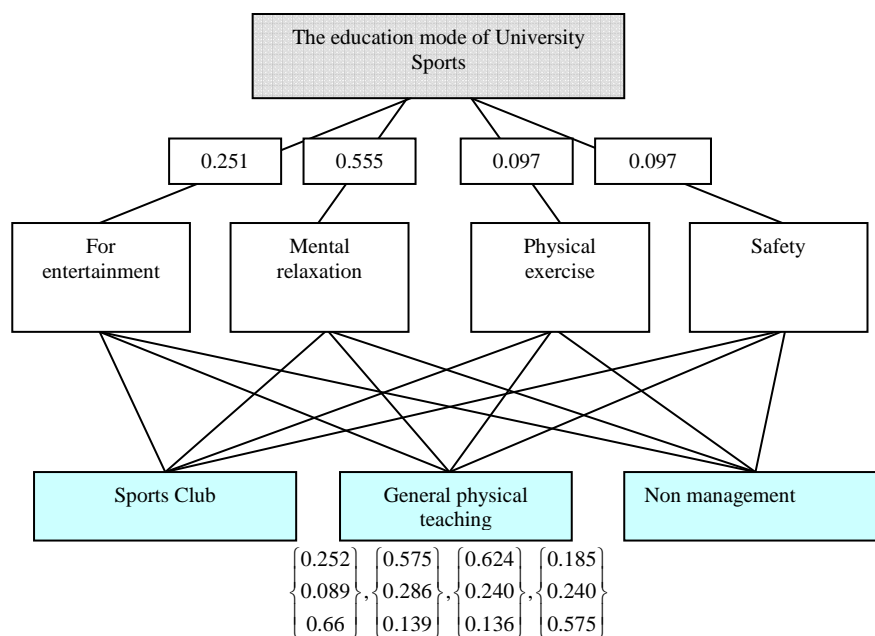 The education mode of University
Sports
0.251 0.555 0.097 0.097
For
entertainment
Mental
relaxation
Physical
exercise
Safety
Sports Club
General physical
teaching
Non management
{0.252} {0.575} {0.624} {0.185}
{0.089}, {0.286}, {0.240}, {0.240}
{0.66} {0.139} {0.136} {0.575}